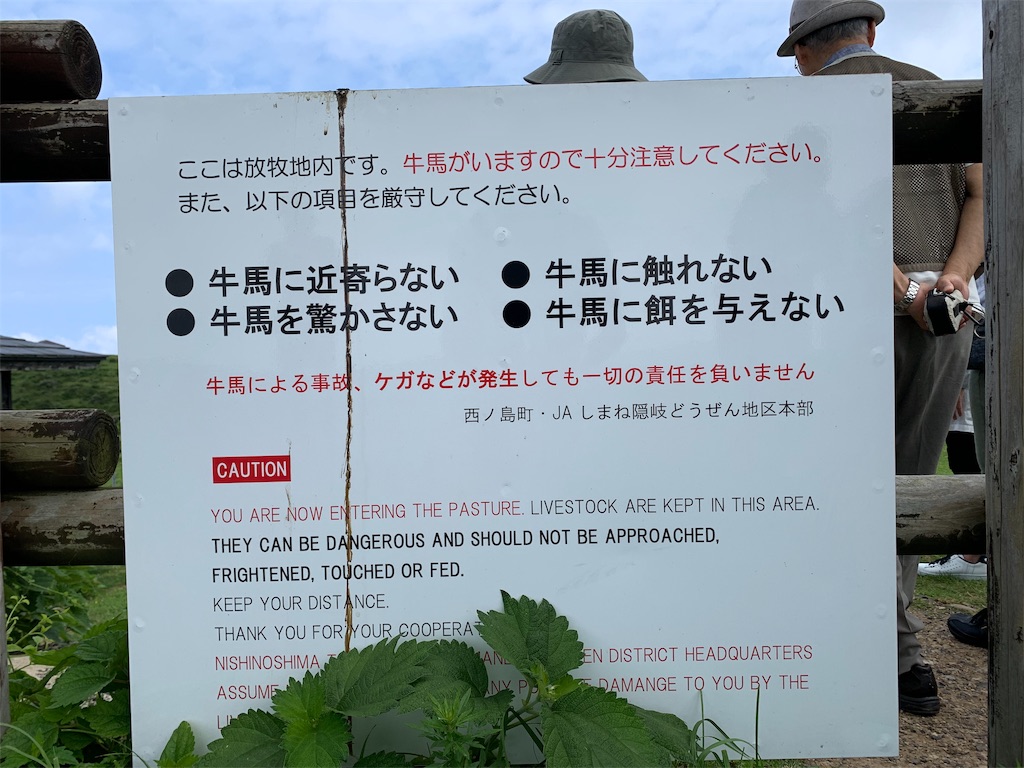 ここは放牧地内です。牛馬がいますので十分注意してください。
また、以下の項目を厳守してください。
● 牛馬に近寄らない ● 牛馬に触れない
● 牛馬を驚かさない ● 牛馬に餌を与えない
牛馬による事故、ケガなどが発生しても一切の責任を負いません
西ノ島町・JA しまね隠岐どうぜん地区本部
CAUTION
YOU ARE NOW ENTERING THE PASTURE. LIVESTOCK ARE KEPT IN THIS AREA.
THEY CAN BE DANGEROUS AND SHOULD NOT BE APPROACHED,
FRIGHTENED, TOUCHED OR FED.
KEEP YOUR DISTANCE.
THANK YOU FOR YOUR
NISHINOSHIMA DISTRICT HEADQUARTERS
ASSUME DAMAGE TO YOU BY THE